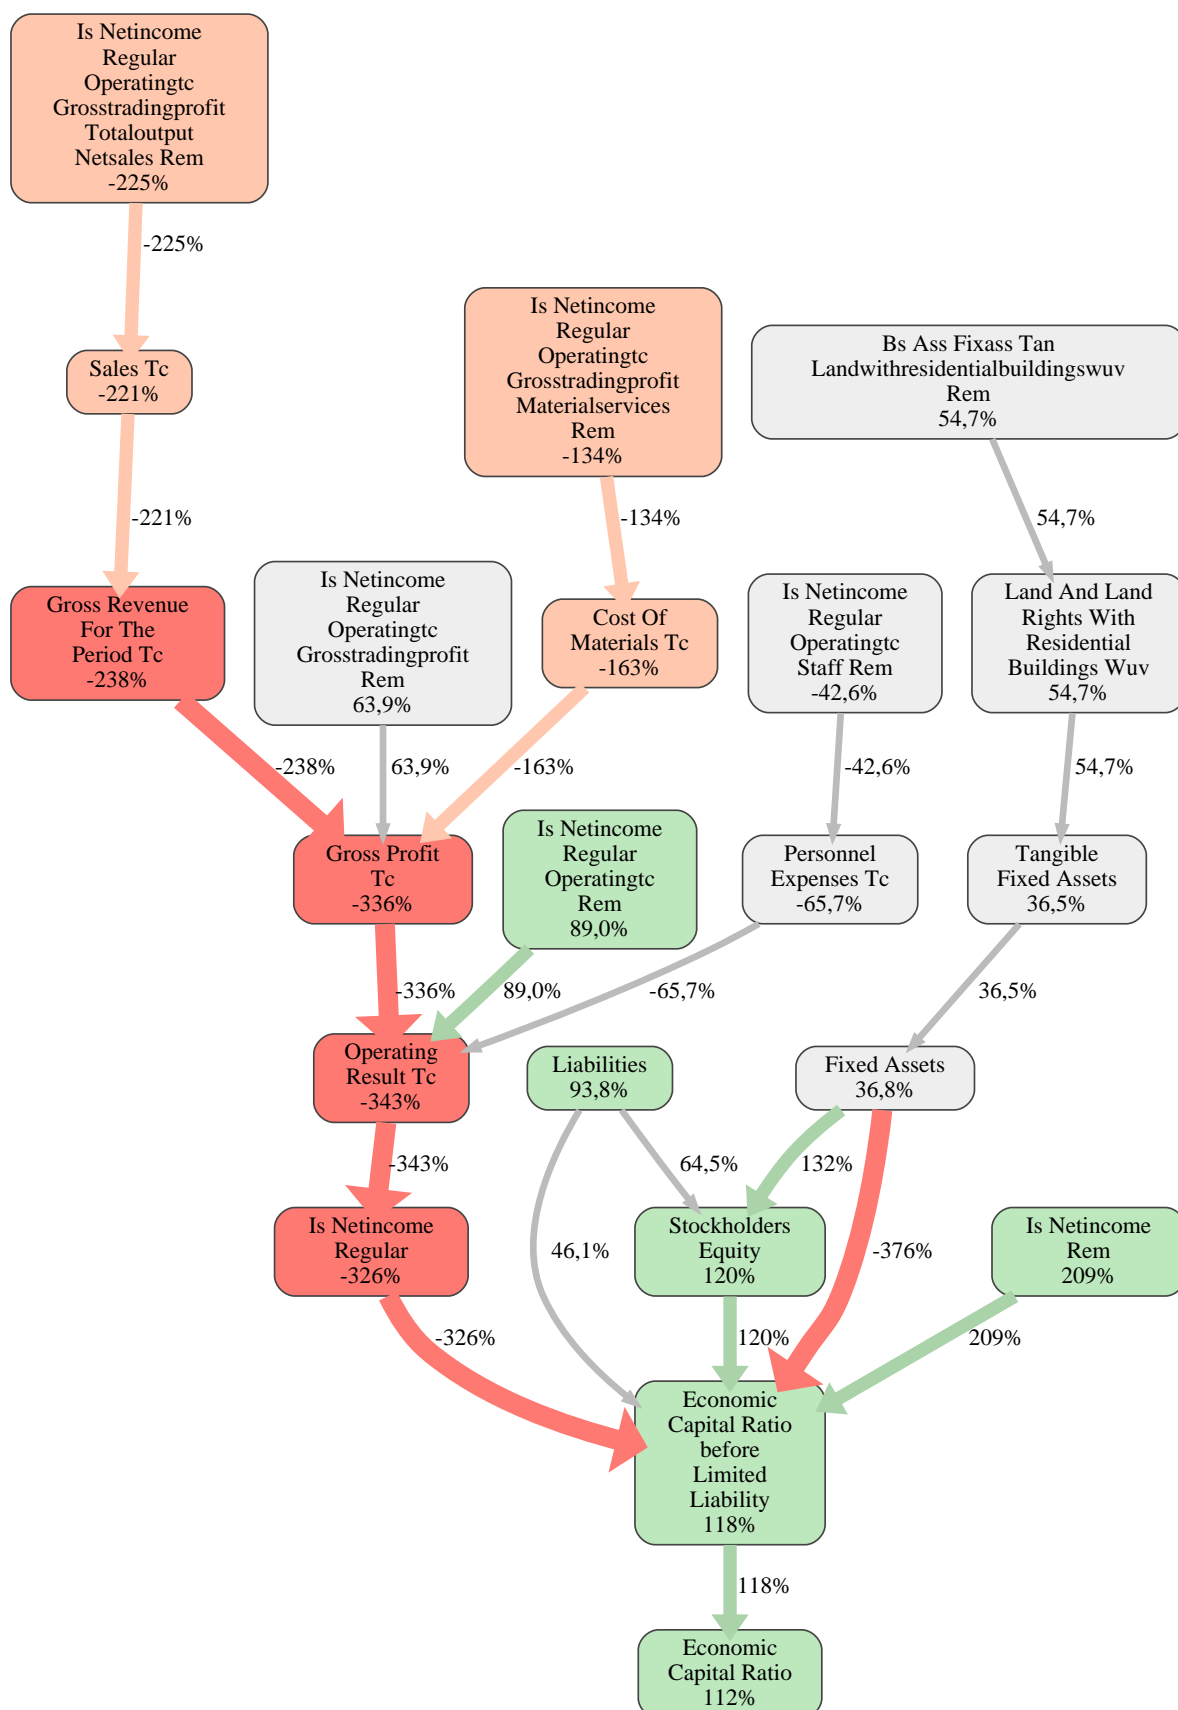 Is Netincome
Regular
Operatingtc
Grosstradingprofit
Totaloutput
Netsales Rem
-225%
-225%
Sales Tc
-221%
-221%
Is Netincome
Regular
Operatingtc
Grosstradingprofit
Materialservices
Rem
-134%
-134%
Bs Ass Fixass Tan
Landwithresidentialbuildingswuv
Rem
54,7%
54,7%
Gross Revenue
For The
Period Tc
-238%
Is Netincome
Regular
Operatingtc
Grosstradingprofit
Rem
63,9%
Cost Of
Materials Tc
-163%
Is Netincome
Regular
Operatingtc
Staff Rem
-42,6%
Land And Land
Rights With
Residential
Buildings Wuv
54,7%
-238%
63,9%
-163%
-42,6%
54,7%
Gross Profit
Tc
-336%
Is Netincome
Regular
Operatingtc
Rem
89,0%
Personnel
Expenses Tc
-65,7%
Tangible
Fixed Assets
36,5%
-336%
89,0%
-65,7%
36,5%
Operating
Result Tc
-343%
Liabilities
93,8%
Fixed Assets
36,8%
-343%
64,5%
132%
Is Netincome
Regular
-326%
46,1%
Stockholders
Equity
120%
-376%
Is Netincome
Rem
209%
-326%
120%
209%
Economic
Capital Ratio
before
Limited
Liability
118%
118%
Economic
Capital Ratio
112%